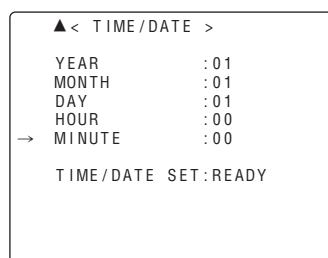 ▲< TIME/DATE >
YEAR :01
MONTH :01
DAY :01
HOUR :00
→ MINUTE :00
TIME/DATE SET:READY